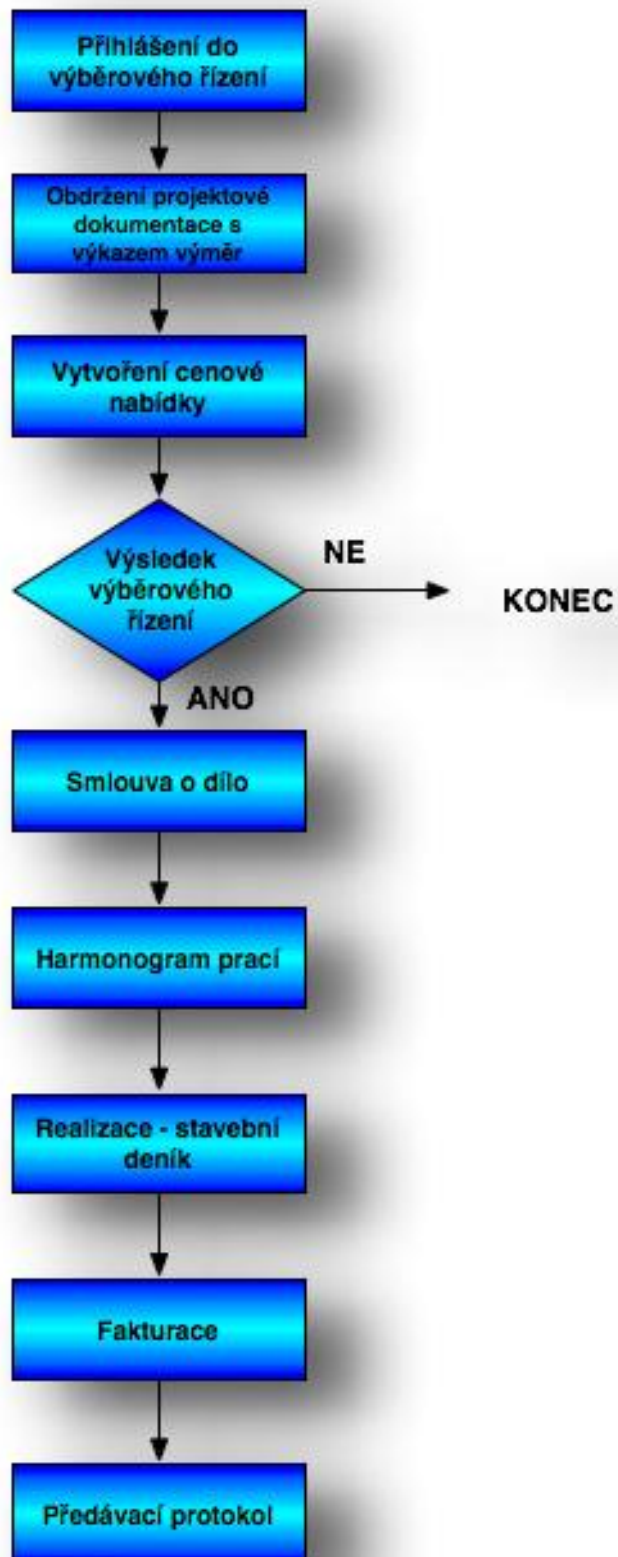 Přihlášení do
výběrového řízení
Obdržení projektové
dokumentace s
výkazem výměr
Vytvoření cenové
nabídky
Výsledek
výběrového
řízení
NE
KONEC
ANO
Smlouva o dílo
Harmonogram prací
Realizace - stavební
deník
Fakturace
Předávací protokol